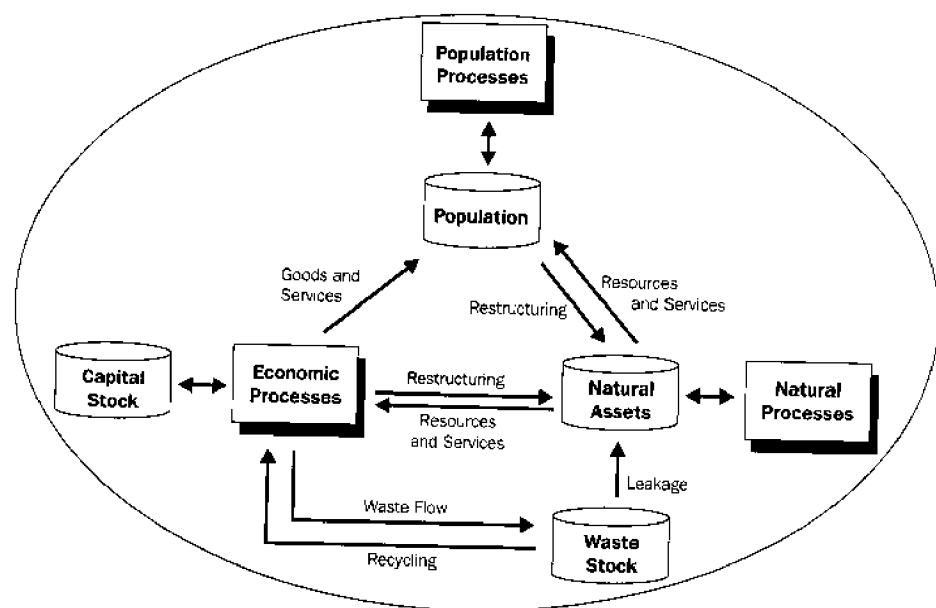 Population
Processes
Population
Goods and
Services
Resources
and Services
Restructuring
Capital
Stock
Economic
Processes
Restructuring
Resources
and Services
Natural
Assets
Natural
Processes
Leakage
Waste Flow
Recycling
Waste
Stock